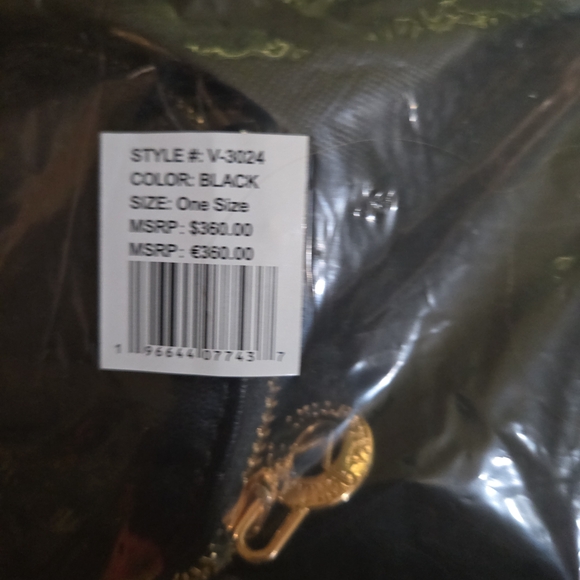 STYLE #: V-3024
COLOR: BLACK
SIZE: One Size
MSRP: $360.00
MSRP: €360.00
1 96644 07743 7